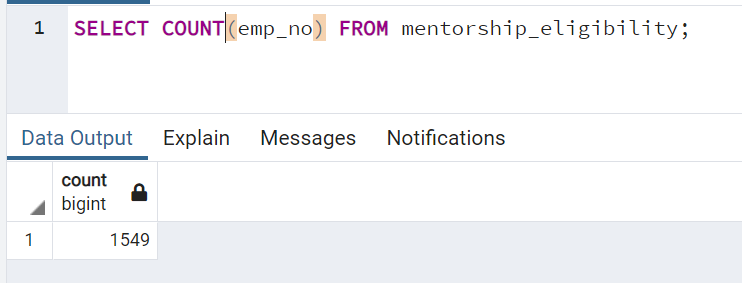 1 SELECT COUNT(emp_no) FROM mentorship_eligibility;
Data Output Explain Messages Notifications
count
bigint
1 1549